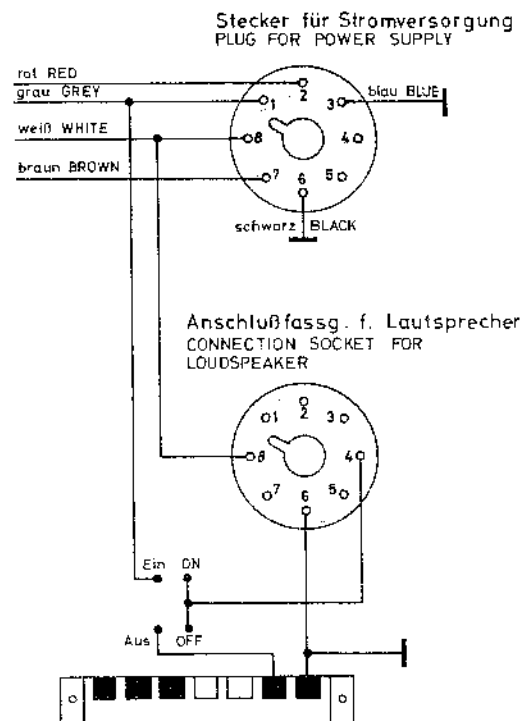 Stecker für Stromversorgung
PLUG FOR POWER SUPPLY
rot RED
grau GREY
blau BLUE
weiß WHITE
braun BROWN
1
2
3
4
5
6
7
8
schwarz BLACK
Anschlußfassg. f. Lautsprecher
CONNECTION SOCKET FOR
LOUDSPEAKER
1
2
3
4
5
6
7
8
Ein ON
Aus OFF